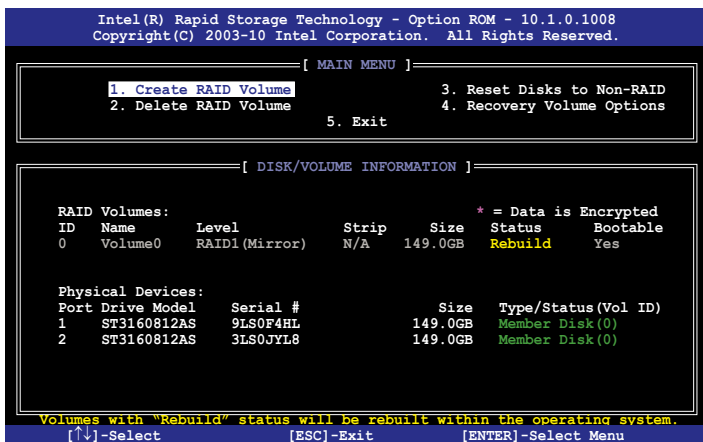 Intel(R) Rapid Storage Technology - Option ROM - 10.1.0.1008
Copyright(C) 2003-10 Intel Corporation. All Rights Reserved.
[ MAIN MENU ]
1. Create RAID Volume 3. Reset Disks to Non-RAID
2. Delete RAID Volume 4. Recovery Volume Options
5. Exit
[ DISK/VOLUME INFORMATION ]
RAID Volumes: * = Data is Encrypted
ID Name Level Strip Size Status Bootable
0 Volume0 RAID1(Mirror) N/A 149.0GB Rebuild Yes
Physical Devices:
Port Drive Model Serial # Size Type/Status(Vol ID)
1 ST3160812AS 9LS0F4HL 149.0GB Member Disk(0)
2 ST3160812AS 3LS0JYL8 149.0GB Member Disk(0)
Volumes with “Rebuild” status will be rebuilt within the operating system.
[↑↓]-Select [ESC]-Exit [ENTER]-Select Menu